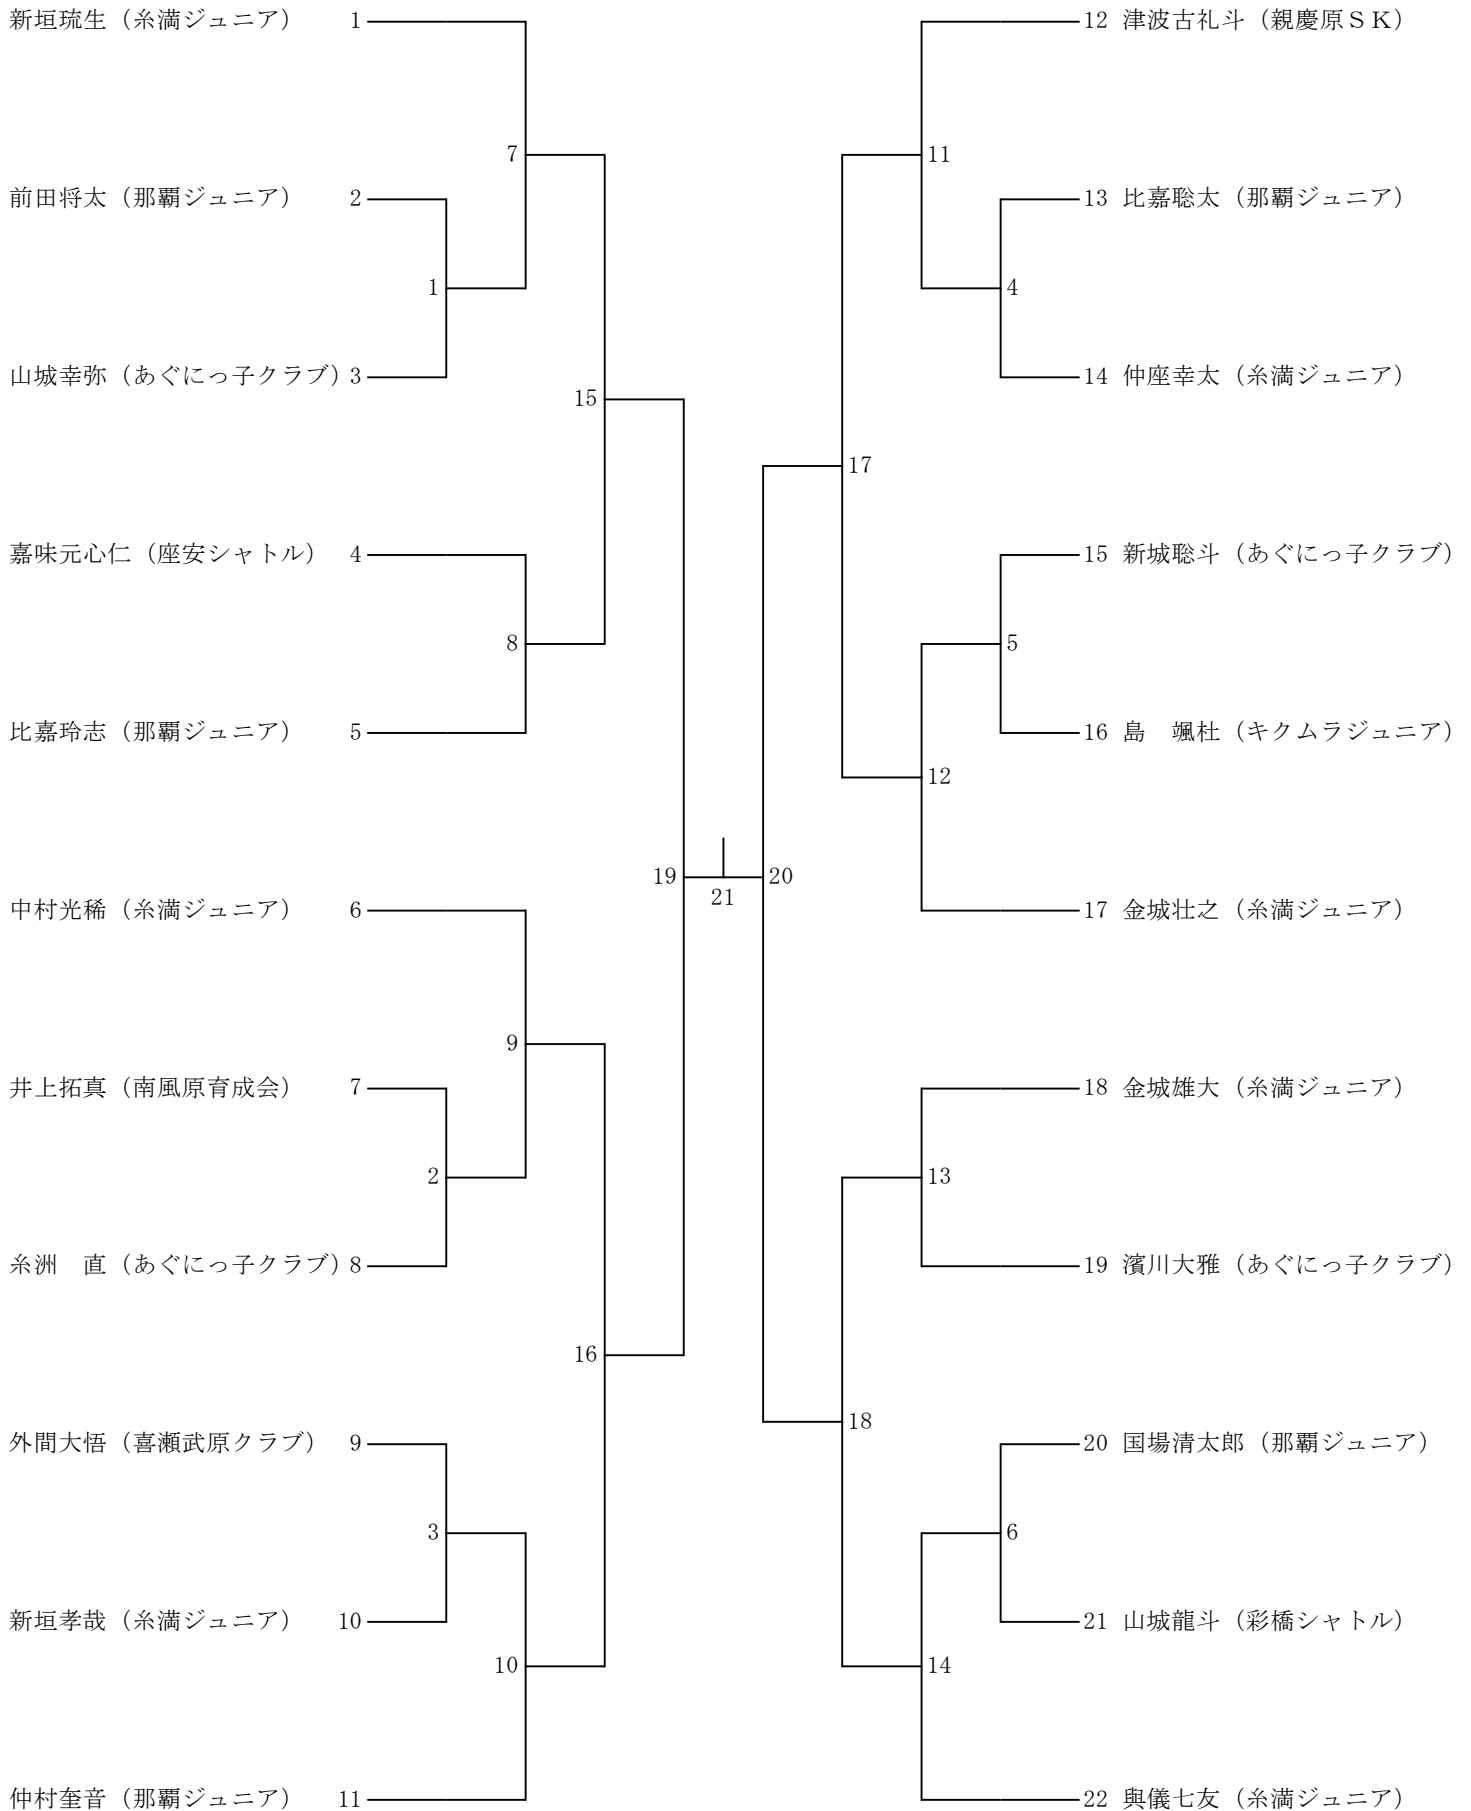 新垣琉生（糸満ジュニア） 1
7
前田将太（那覇ジュニア） 2
1
山城幸弥（あぐにっ子クラブ） 3
15
嘉味元心仁（座安シャトル） 4
8
比嘉玲志（那覇ジュニア） 5
19
中村光稀（糸満ジュニア） 6
9
井上拓真（南風原育成会） 7
2
糸洲　直（あぐにっ子クラブ） 8
16
外間大悟（喜瀬武原クラブ） 9
3
新垣孝哉（糸満ジュニア） 10
10
仲村奎音（那覇ジュニア） 11
21
12 津波古礼斗（親慶原ＳＫ）
11
13 比嘉聡太（那覇ジュニア）
4
14 仲座幸太（糸満ジュニア）
17
15 新城聡斗（あぐにっ子クラブ）
5
16 島　颯杜（キクムラジュニア）
12
20
17 金城壮之（糸満ジュニア）
18 金城雄大（糸満ジュニア）
13
19 濱川大雅（あぐにっ子クラブ）
18
20 国場清太郎（那覇ジュニア）
6
21 山城龍斗（彩橋シャトル）
14
22 與儀七友（糸満ジュニア）